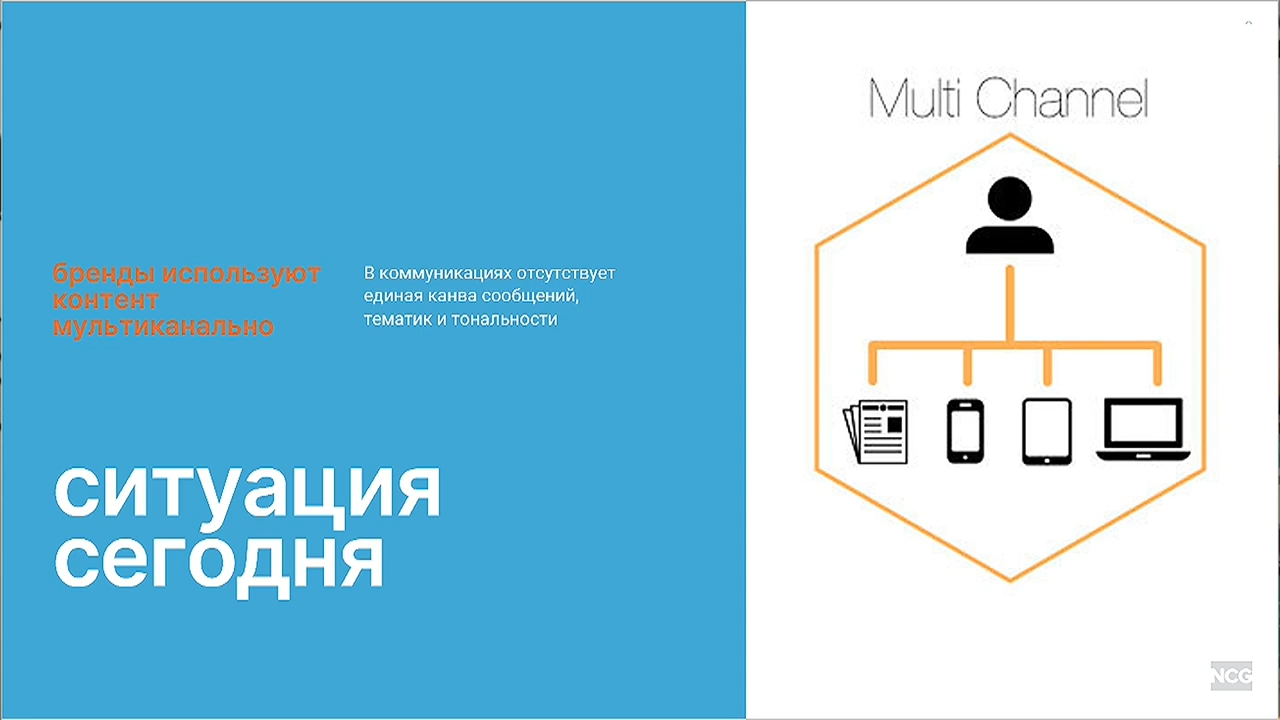 бренды используют
контент
мультиканально
В коммуникациях отсутствует
единая канва сообщений,
тематик и тональности
ситуация
сегодня
Multi Channel
NCG